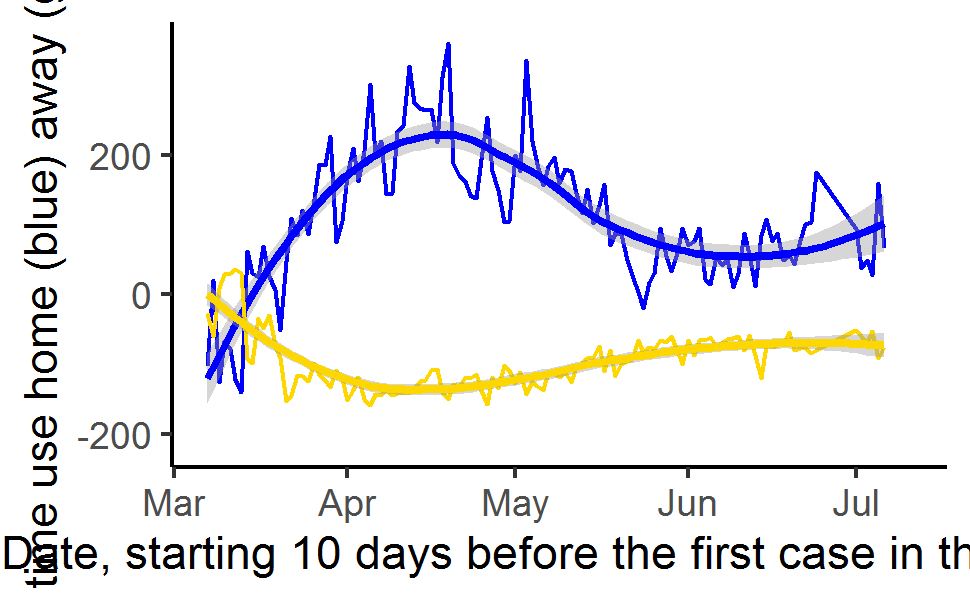 time use home (blue) away (
200
0
-200
Mar Apr May Jun Jul
Date, starting 10 days before the first case in th